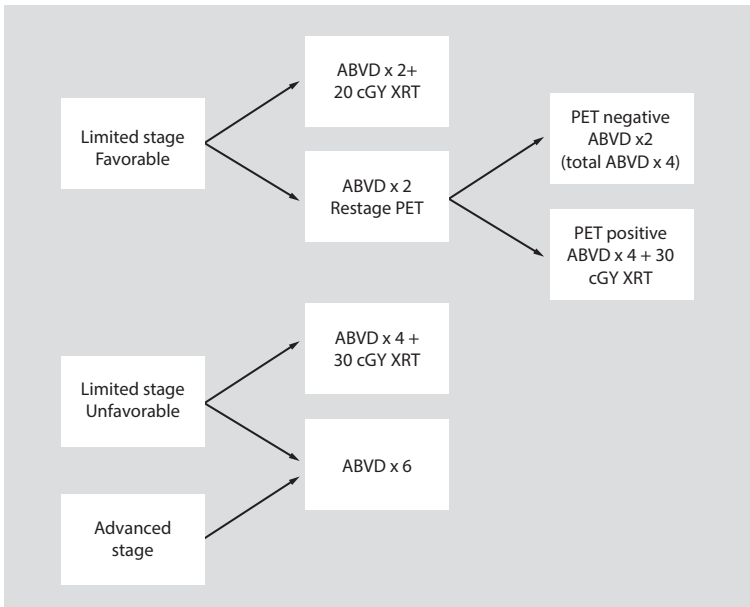 Limited stage
Favorable
ABVD x 2+
20 cGY XRT
ABVD x 2
Restage PET
PET negative
ABVD x2
(total ABVD x 4)
PET positive
ABVD x 4 + 30
cGY XRT
Limited stage
Unfavorable
ABVD x 4 +
30 cGY XRT
ABVD x 6
Advanced
stage